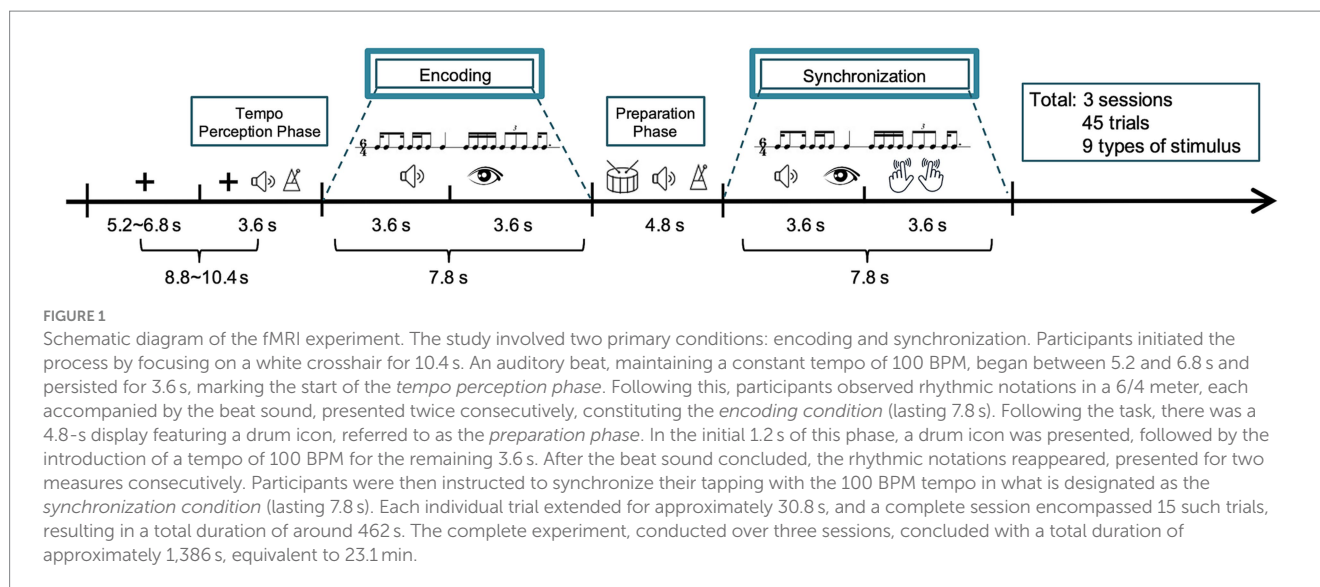 Encoding
Synchronization
Tempo
Perception Phase
Preparation
Phase
Total: 3 sessions
45 trials
9 types of stimulus
6
4
3
6
4
3
5.2~6.8 s
3.6 s
3.6 s
3.6 s
4.8 s
3.6 s
3.6 s
8.8~10.4 s
7.8 s
7.8 s
FIGURE 1
Schematic diagram of the fMRI experiment. The study involved two primary conditions: encoding and synchronization. Participants initiated the
process by focusing on a white crosshair for 10.4 s. An auditory beat, maintaining a constant tempo of 100 BPM, began between 5.2 and 6.8 s and
persisted for 3.6 s, marking the start of the tempo perception phase. Following this, participants observed rhythmic notations in a 6/4 meter, each
accompanied by the beat sound, presented twice consecutively, constituting the encoding condition (lasting 7.8 s). Following the task, there was a
4.8-s display featuring a drum icon, referred to as the preparation phase. In the initial 1.2 s of this phase, a drum icon was presented, followed by the
introduction of a tempo of 100 BPM for the remaining 3.6 s. After the beat sound concluded, the rhythmic notations reappeared, presented for two
measures consecutively. Participants were then instructed to synchronize their tapping with the 100 BPM tempo in what is designated as the
synchronization condition (lasting 7.8 s). Each individual trial extended for approximately 30.8 s, and a complete session encompassed 15 such trials,
resulting in a total duration of around 462 s. The complete experiment, conducted over three sessions, concluded with a total duration of
approximately 1,386 s, equivalent to 23.1 min.